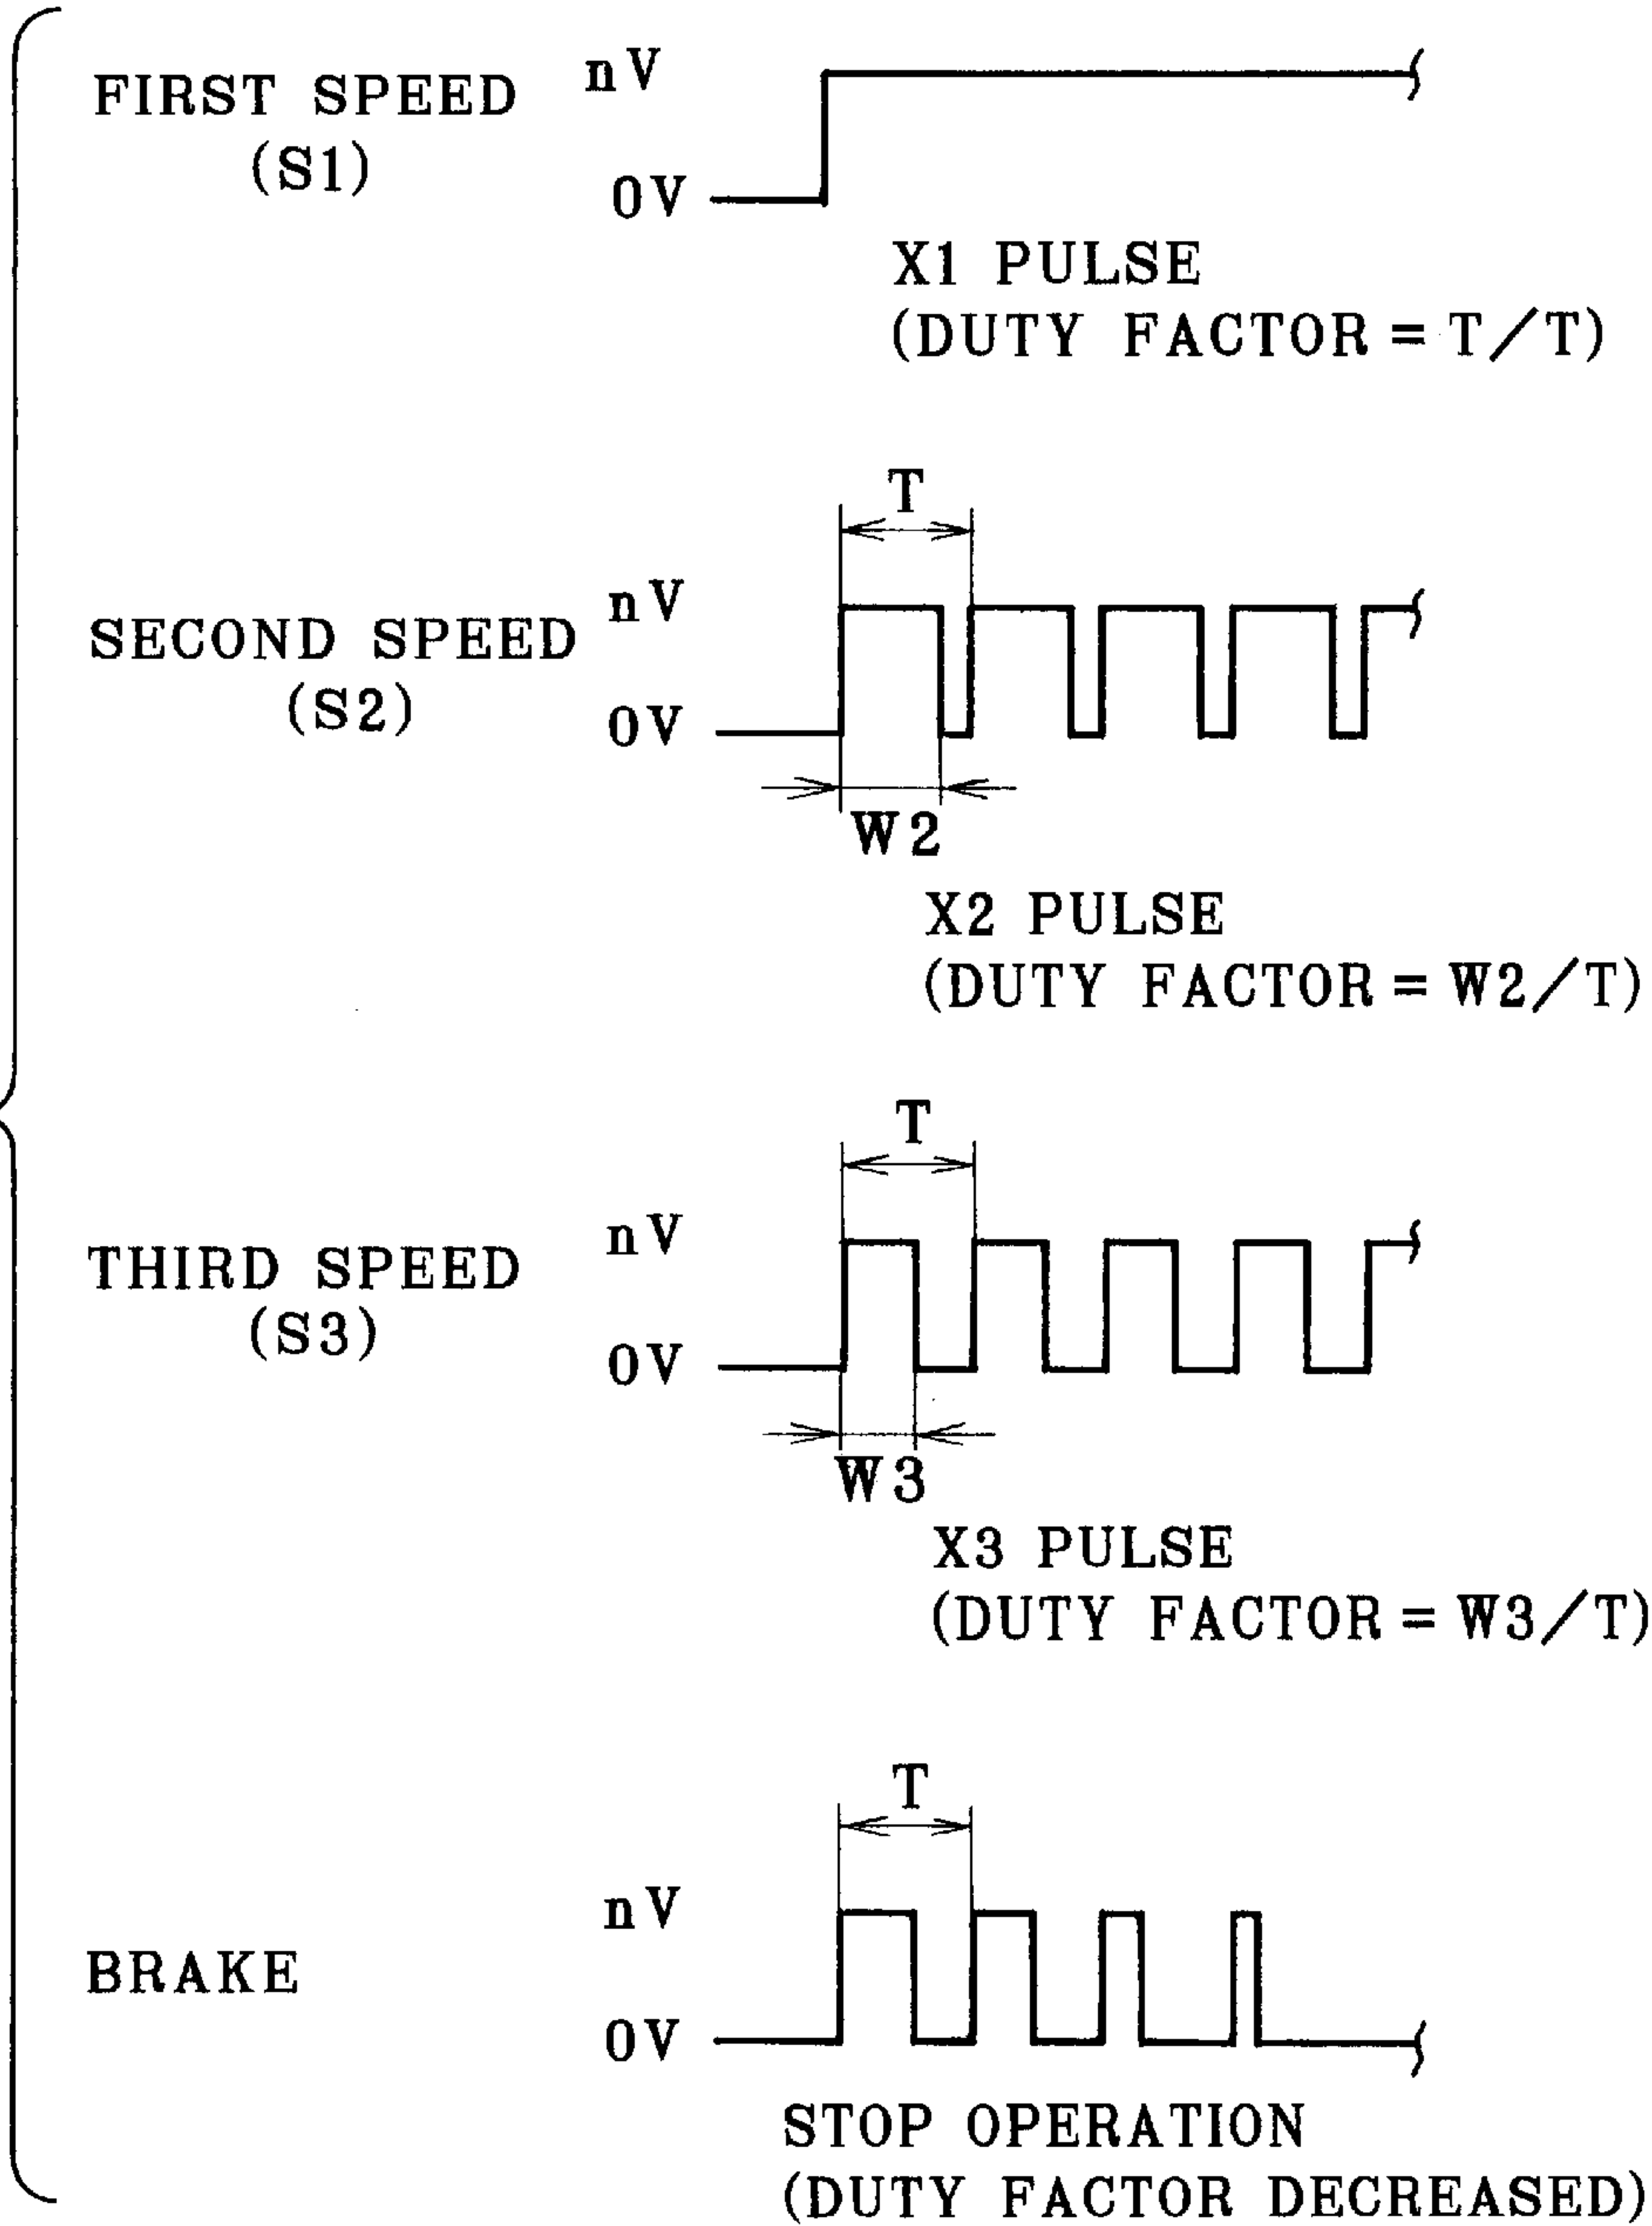 FIRST SPEED
(S1)
nV
0V
X1 PULSE
(DUTY FACTOR = T/T)
T
SECOND SPEED
(S2)
nV
0V
W2
X2 PULSE
(DUTY FACTOR = W2/T)
T
THIRD SPEED
(S3)
nV
0V
W3
X3 PULSE
(DUTY FACTOR = W3/T)
T
BRAKE
nV
0V
STOP OPERATION
(DUTY FACTOR DECREASED)